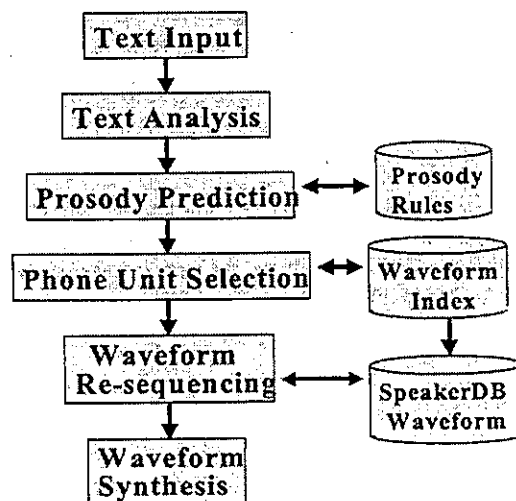 Text Input
Text Analysis
Prosody Prediction
Prosody
Rules
Phone Unit Selection
Waveform
Index
Waveform
Re-sequencing
SpeakerDB
Waveform
Waveform
Synthesis